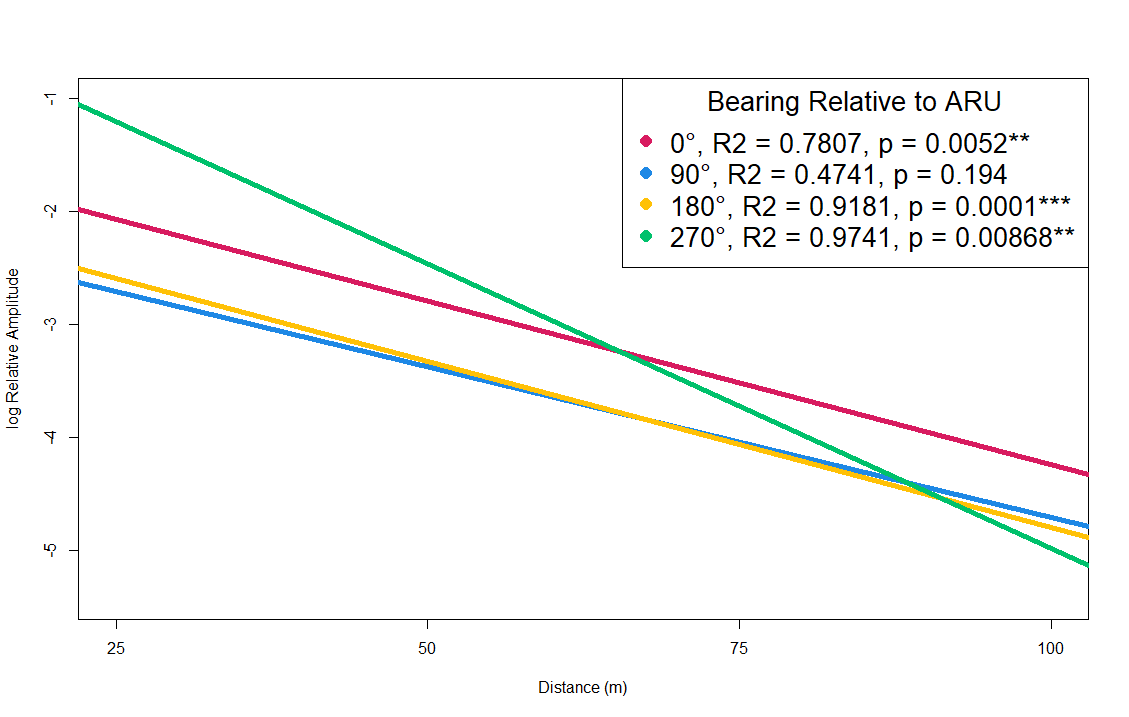 Bearing Relative to ARU
0°, R2 = 0.7807, p = 0.0052**
90°, R2 = 0.4741, p = 0.194
180°, R2 = 0.9181, p = 0.0001***
270°, R2 = 0.9741, p = 0.00868**
log Relative Amplitude
-1
-2
-3
-4
-5
25
50
75
100
Distance (m)